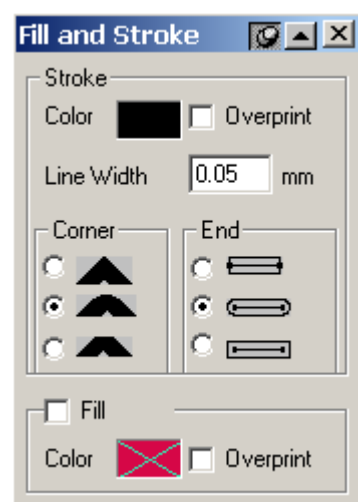 Fill and Stroke
Stroke
Color Overprint
Line Width 0.05 mm
Corner End
Fill
Color Overprint